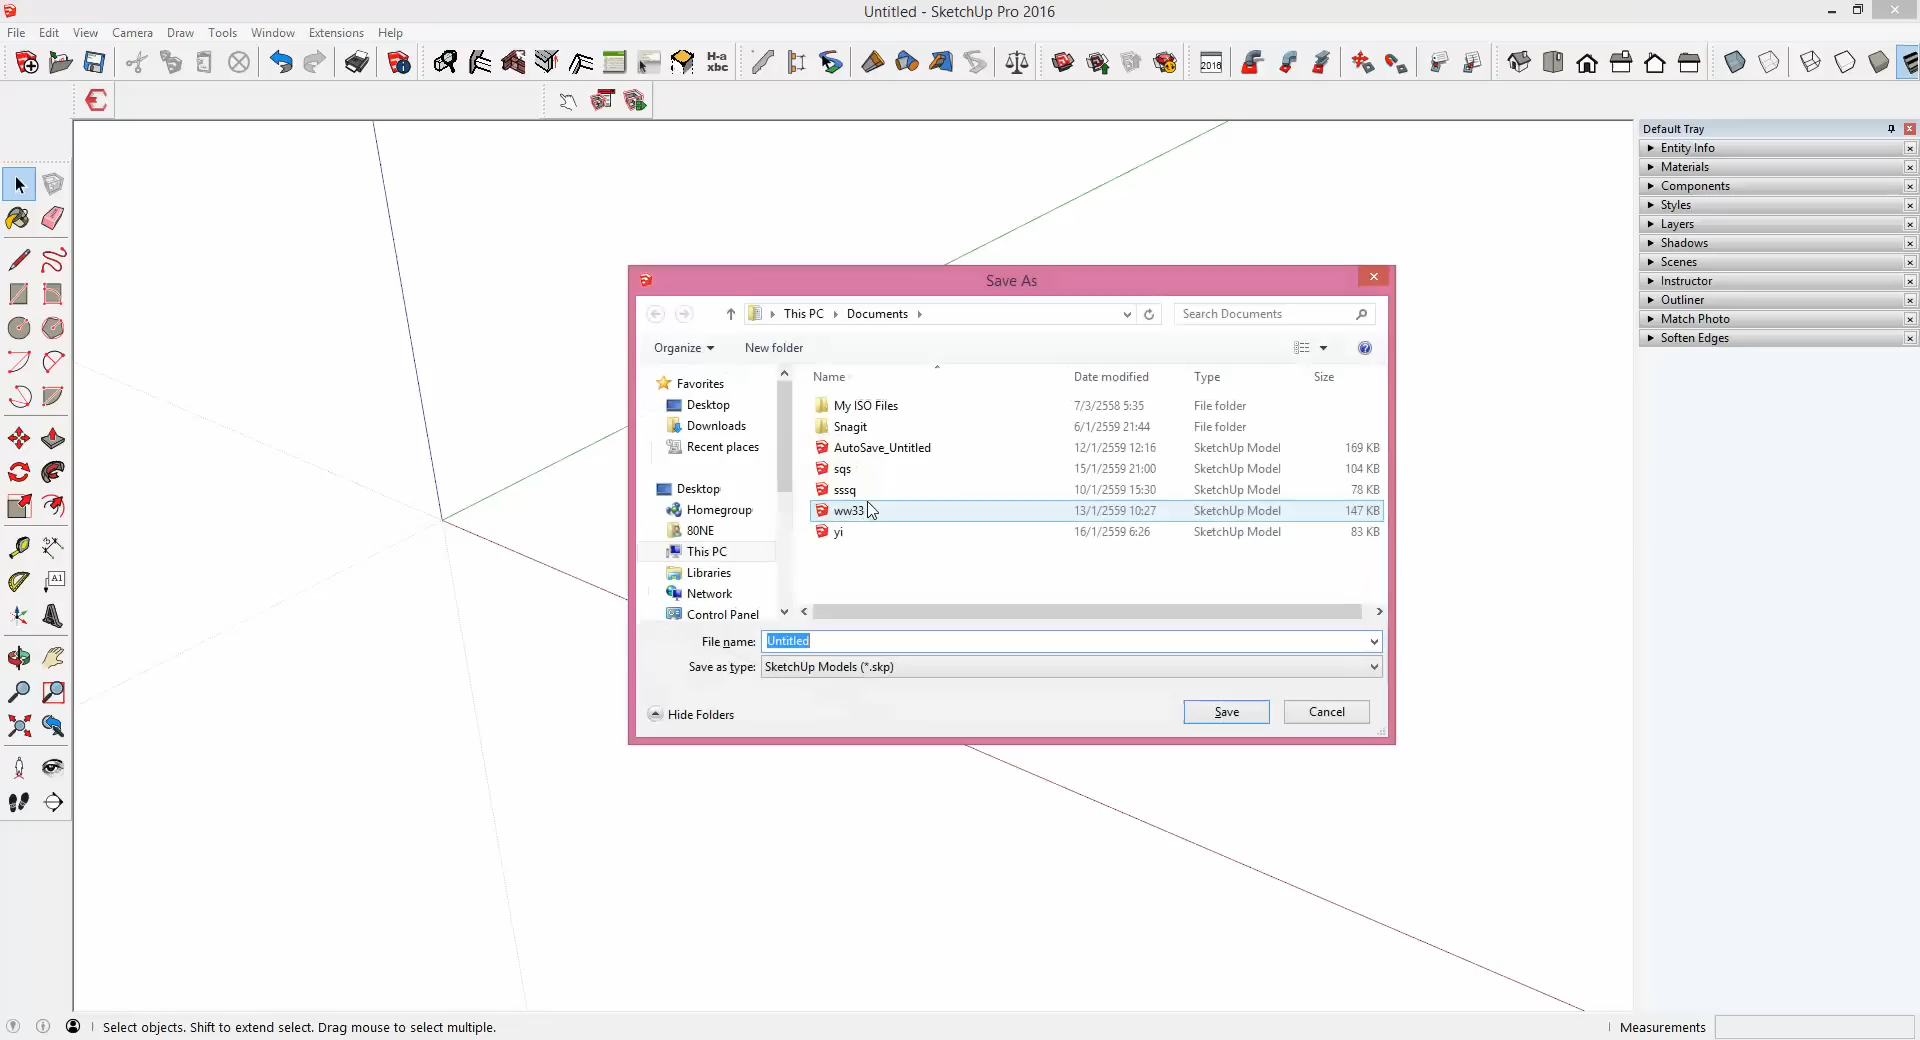 Untitled - SketchUp Pro 2016
File Edit View Camera Draw Tools Window Extensions Help
H-a
xbc
2016
Default Tray
Entity Info
Materials
Components
Styles
Layers
Shadows
Scenes
Instructor
Outliner
Match Photo
Soften Edges
A1
Save As
This PC Documents
Search Documents
Organize New folder
Name Date modified Type Size
Favorites
Desktop
Downloads
Recent places
Desktop
Homegroup
80NE
This PC
Libraries
Network
Control Panel
My ISO Files 7/3/2558 5:35 File folder
Snagit 6/1/2559 21:44 File folder
AutoSave_Untitled 12/1/2559 12:16 SketchUp Model 169 KB
sqs 15/1/2559 21:00 SketchUp Model 104 KB
sssq 10/1/2559 15:30 SketchUp Model 78 KB
ww33 13/1/2559 10:27 SketchUp Model 147 KB
yi 16/1/2559 6:26 SketchUp Model 83 KB
File name: Untitled
Save as type: SketchUp Models (*.skp)
Hide Folders
Save
Cancel
Select objects. Shift to extend select. Drag mouse to select multiple.
Measurements